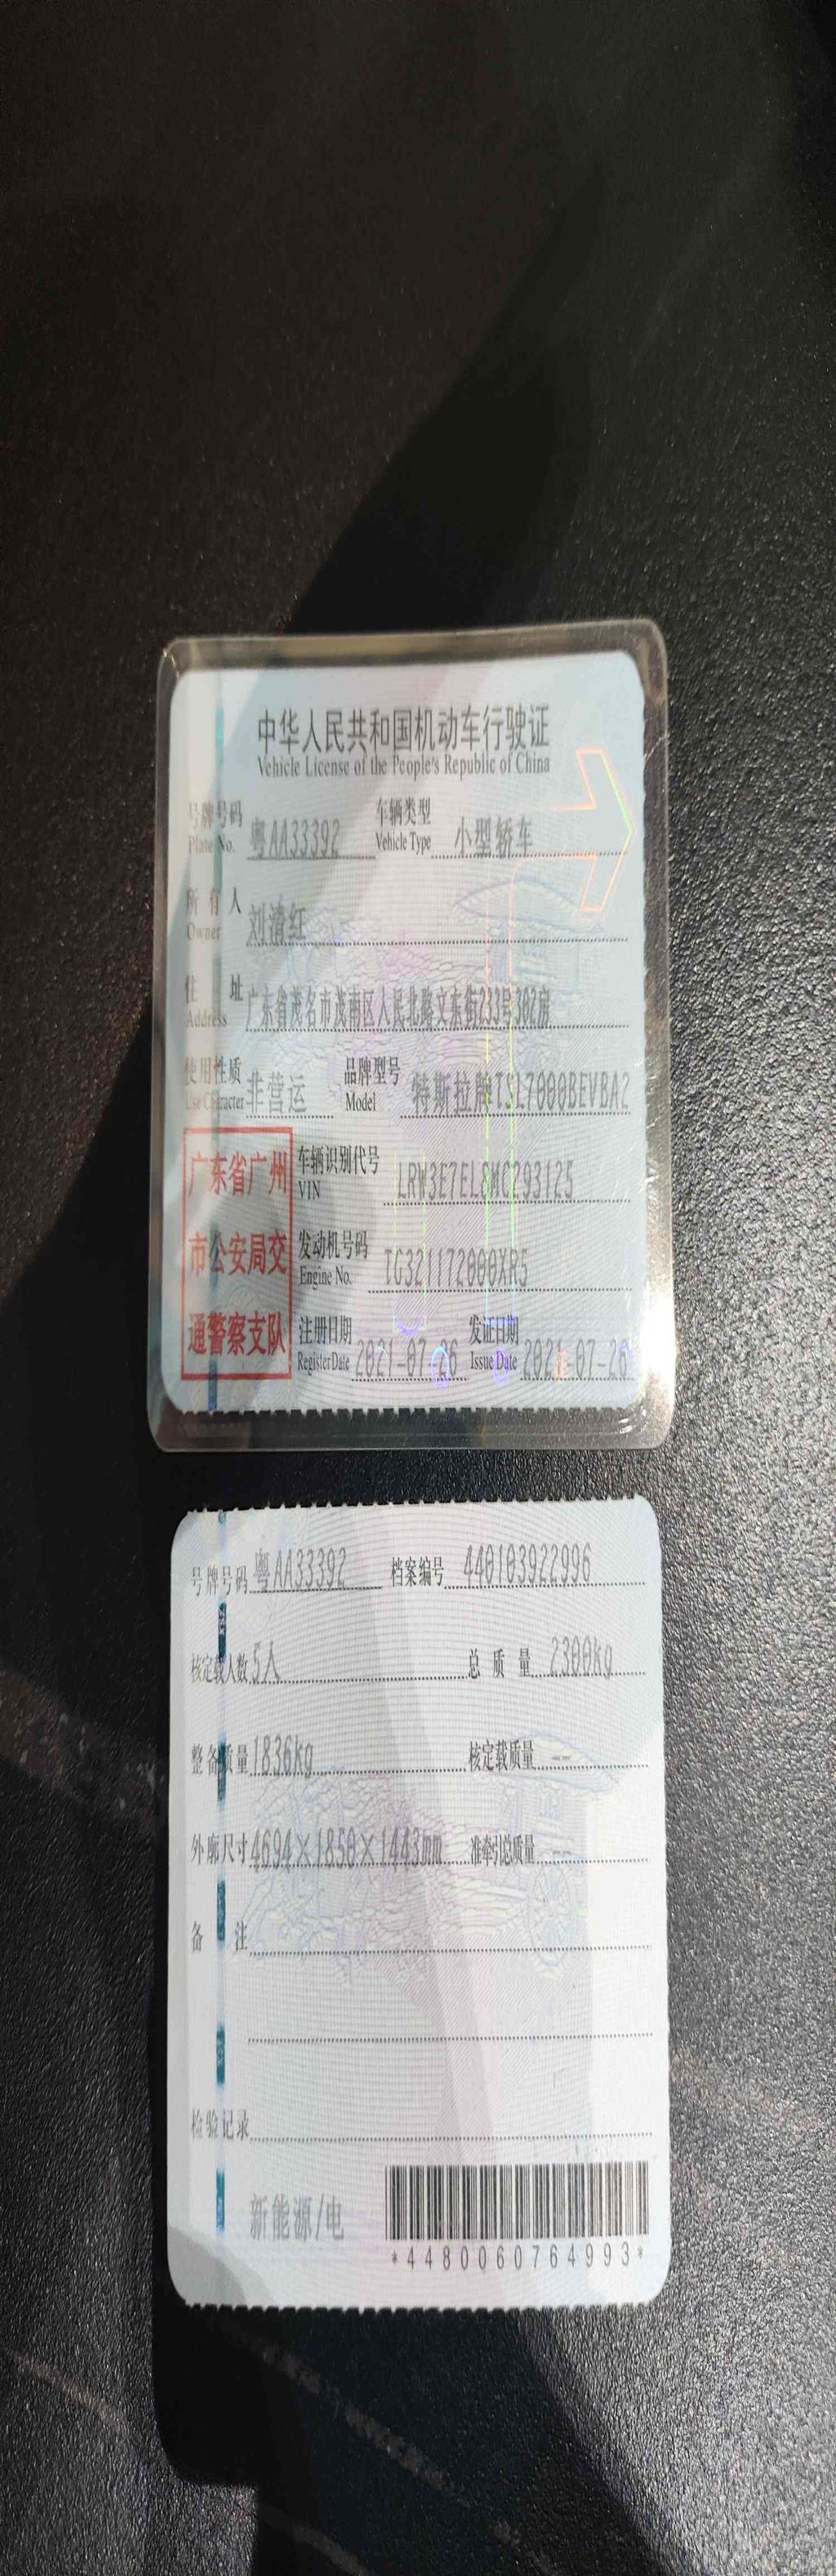 中华人民共和国机动车行驶证
Vehicle License of the People's Republic of China
号牌号码 粤AA33392 车辆类型 小型轿车
Plate No. Vehicle Type
所有人 刘清红
Owner
住址 广东省茂名市茂南区人民北路文东街233号302房
Address
使用性质 非营运 品牌型号 特斯拉牌TSL7000BEVBA2
Use Character Model
广东省广州
市公安局交
通警察支队
车辆识别代号 LRW3E7EL8MC293125
VIN
发动机号码 TG321172000XR5
Engine No.
注册日期 2021-07-26 发证日期 2021-07-26
Register Date Issue Date
号牌号码 粤AA33392 档案编号 440103922996
核定载人数 5人 总质量 2300kg
整备质量 1836kg 核定载质量 --
外廓尺寸 4694×1850×1443mm 准牵引总质量 --
备注
检验记录
新能源/电
*4480060764993*